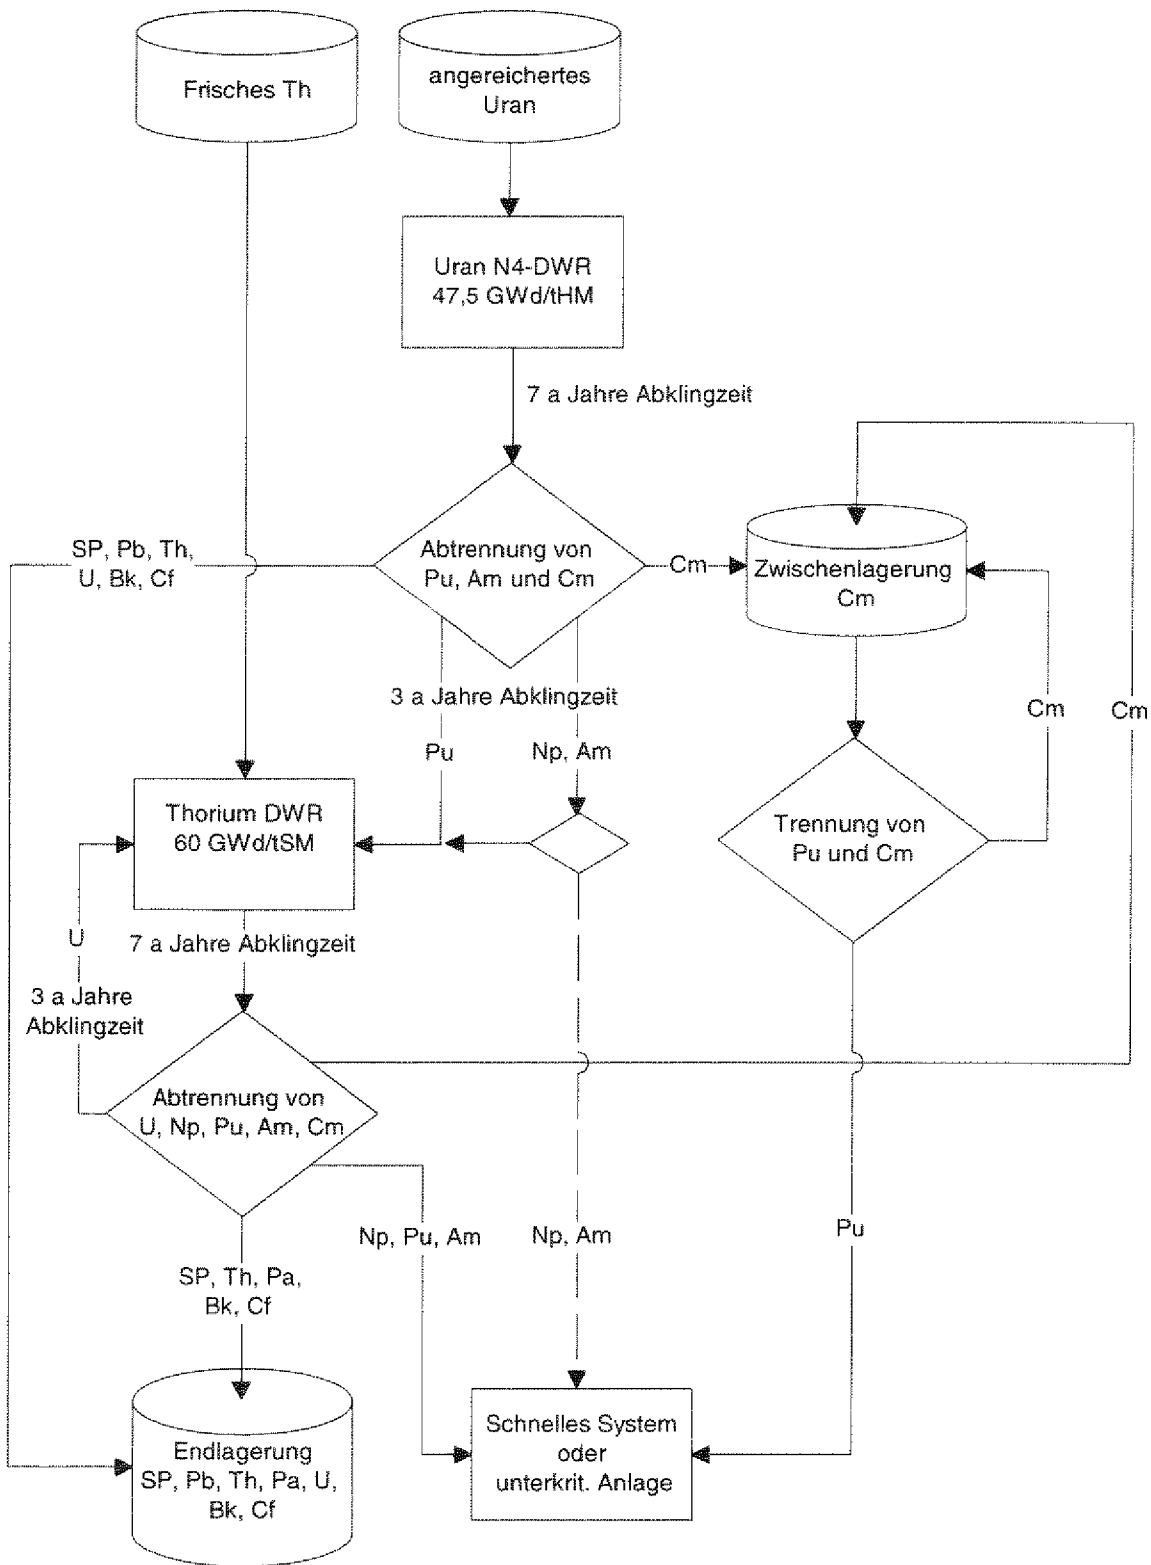 Frisches Th
angereichertes
Uran
Uran N4-DWR
47,5 GWd/tHM
7 a Jahre Abklingzeit
SP, Pb, Th,
U, Bk, Cf
Abtrennung von
Pu, Am und Cm
Cm
Zwischenlagerung
Cm
3 a Jahre Abklingzeit
Pu
Np, Am
Cm
Cm
Thorium DWR
60 GWd/tSM
Trennung von
Pu und Cm
U
7 a Jahre Abklingzeit
3 a Jahre
Abklingzeit
Abtrennung von
U, Np, Pu, Am, Cm
Np, Pu, Am
Np, Am
Pu
SP, Th, Pa,
Bk, Cf
Endlagerung
SP, Pb, Th, Pa, U,
Bk, Cf
Schnelles System
oder
unterkrit. Anlage